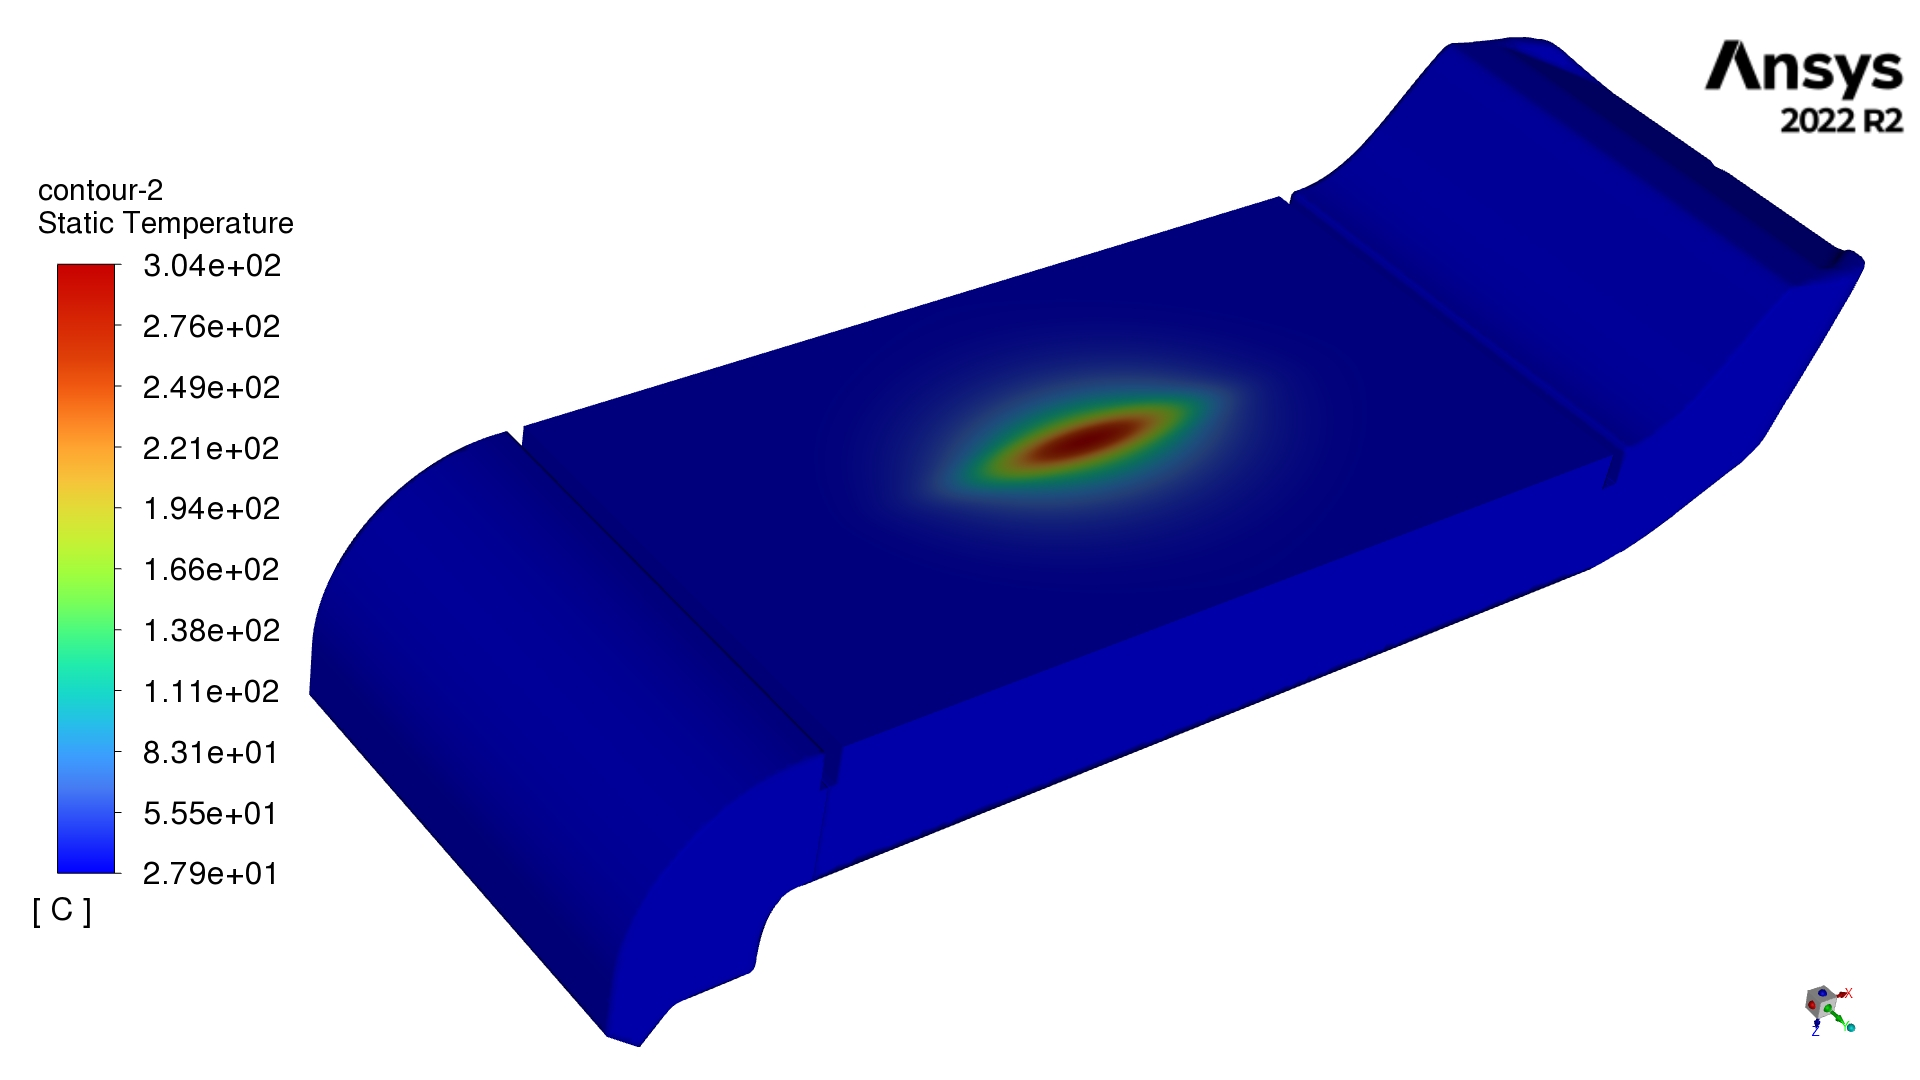 Ansys
2022 R2
contour-2
Static Temperature
3.04e+02
2.76e+02
2.49e+02
2.21e+02
1.94e+02
1.66e+02
1.38e+02
1.11e+02
8.31e+01
5.55e+01
2.79e+01
[ C ]
X
Z